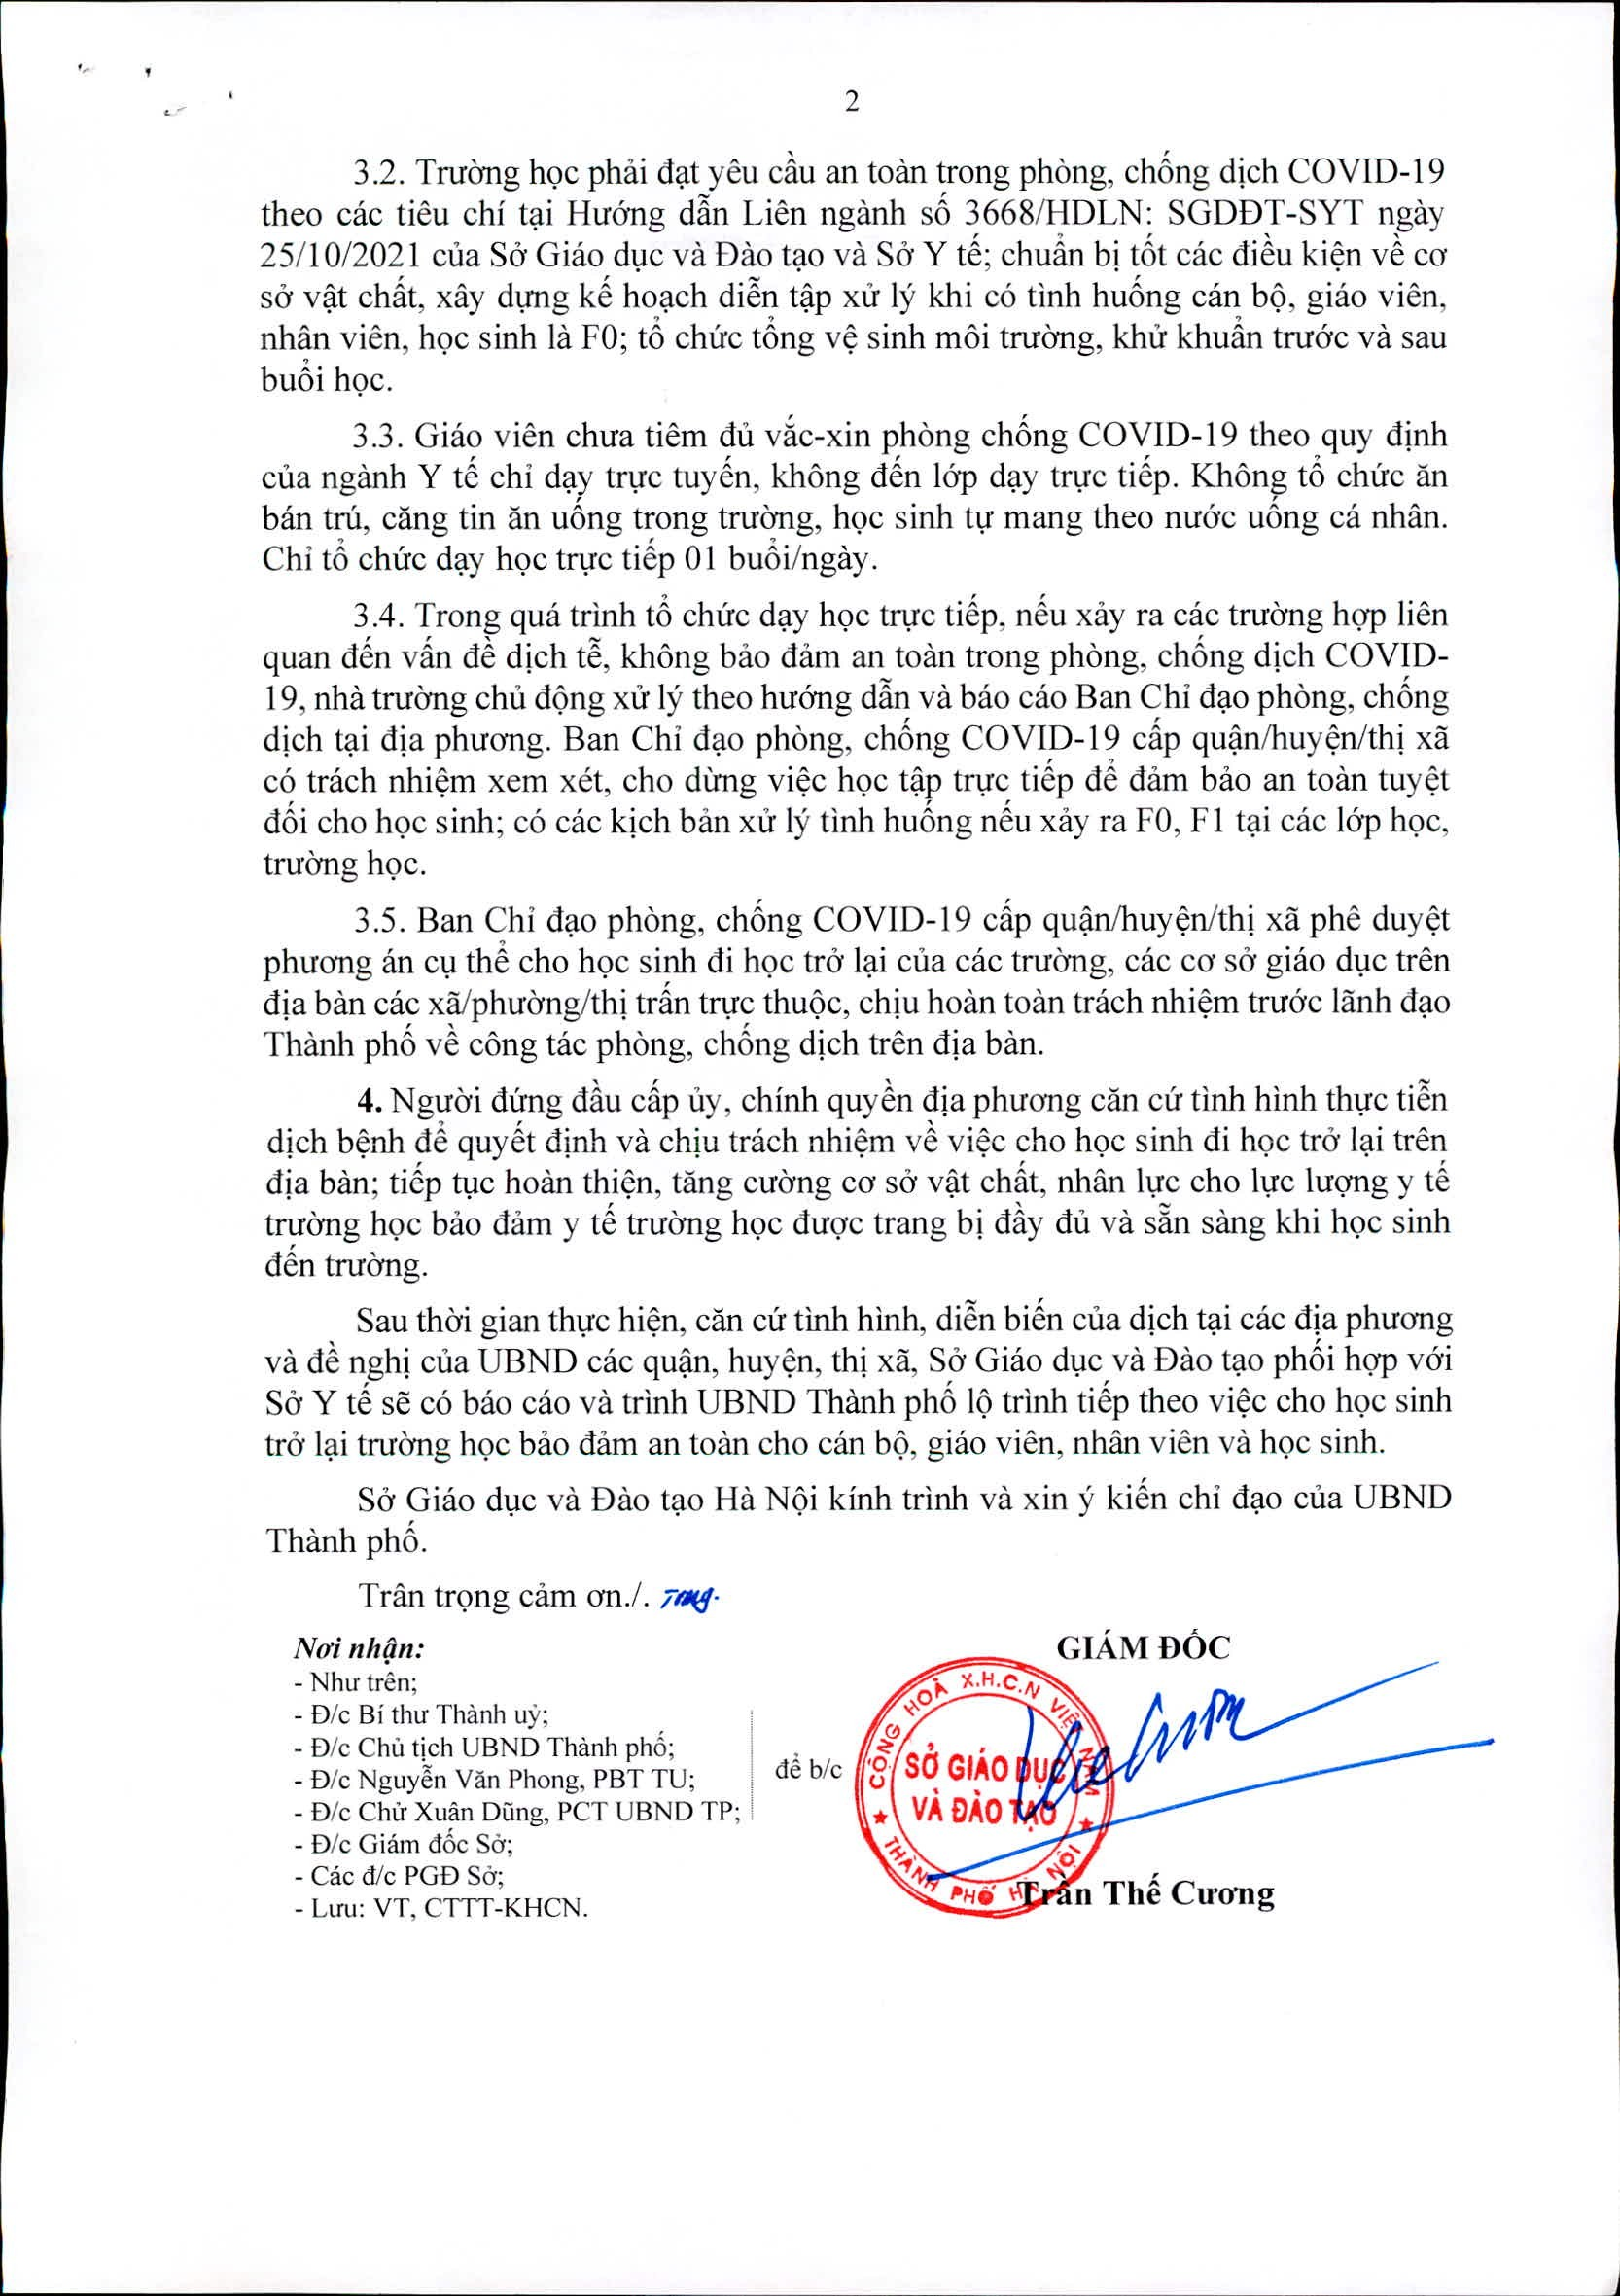 2
3.2. Trường học phải đạt yêu cầu an toàn trong phòng, chống dịch COVID-19
theo các tiêu chí tại Hướng dẫn Liên ngành số 3668/HDLN: SGDĐT-SYT ngày
25/10/2021 của Sở Giáo dục và Đào tạo và Sở Y tế; chuẩn bị tốt các điều kiện về cơ
sở vật chất, xây dựng kế hoạch diễn tập xử lý khi có tình huống cán bộ, giáo viên,
nhân viên, học sinh là F0; tổ chức tổng vệ sinh môi trường, khử khuẩn trước và sau
buổi học.
3.3. Giáo viên chưa tiêm đủ vắc-xin phòng chống COVID-19 theo quy định
của ngành Y tế chỉ dạy trực tuyến, không đến lớp dạy trực tiếp. Không tổ chức ăn
bán trú, căng tin ăn uống trong trường, học sinh tự mang theo nước uống cá nhân.
Chỉ tổ chức dạy học trực tiếp 01 buổi/ngày.
3.4. Trong quá trình tổ chức dạy học trực tiếp, nếu xảy ra các trường hợp liên
quan đến vấn đề dịch tễ, không bảo đảm an toàn trong phòng, chống dịch COVID-
19, nhà trường chủ động xử lý theo hướng dẫn và báo cáo Ban Chỉ đạo phòng, chống
dịch tại địa phương. Ban Chỉ đạo phòng, chống COVID-19 cấp quận/huyện/thị xã
có trách nhiệm xem xét, cho dừng việc học tập trực tiếp để đảm bảo an toàn tuyệt
đối cho học sinh; có các kịch bản xử lý tình huống nếu xảy ra F0, F1 tại các lớp học,
trường học.
3.5. Ban Chỉ đạo phòng, chống COVID-19 cấp quận/huyện/thị xã phê duyệt
phương án cụ thể cho học sinh đi học trở lại của các trường, các cơ sở giáo dục trên
địa bàn các xã/phường/thị trấn trực thuộc, chịu hoàn toàn trách nhiệm trước lãnh đạo
Thành phố về công tác phòng, chống dịch trên địa bàn.
4. Người đứng đầu cấp ủy, chính quyền địa phương căn cứ tình hình thực tiễn
dịch bệnh để quyết định và chịu trách nhiệm về việc cho học sinh đi học trở lại trên
địa bàn; tiếp tục hoàn thiện, tăng cường cơ sở vật chất, nhân lực cho lực lượng y tế
trường học bảo đảm y tế trường học được trang bị đầy đủ và sẵn sàng khi học sinh
đến trường.
Sau thời gian thực hiện, căn cứ tình hình, diễn biến của dịch tại các địa phương
và đề nghị của UBND các quận, huyện, thị xã, Sở Giáo dục và Đào tạo phối hợp với
Sở Y tế sẽ có báo cáo và trình UBND Thành phố lộ trình tiếp theo việc cho học sinh
trở lại trường học bảo đảm an toàn cho cán bộ, giáo viên, nhân viên và học sinh.
Sở Giáo dục và Đào tạo Hà Nội kính trình và xin ý kiến chỉ đạo của UBND
Thành phố.
Trân trọng cảm ơn./.
Nơi nhận:
- Như trên;
- Đ/c Bí thư Thành uỷ;
- Đ/c Chủ tịch UBND Thành phố;
- Đ/c Nguyễn Văn Phong, PBT TU;
- Đ/c Chử Xuân Dũng, PCT UBND TP;
- Đ/c Giám đốc Sở;
- Các đ/c PGĐ Sở;
- Lưu: VT, CTTT-KHCN.
để b/c
GIÁM ĐỐC
CỘNG HOÀ X.H.C.N VIỆT NAM
SỞ GIÁO DỤC
VÀ ĐÀO TẠO
THÀNH PHỐ HÀ NỘI
Trần Thế Cương